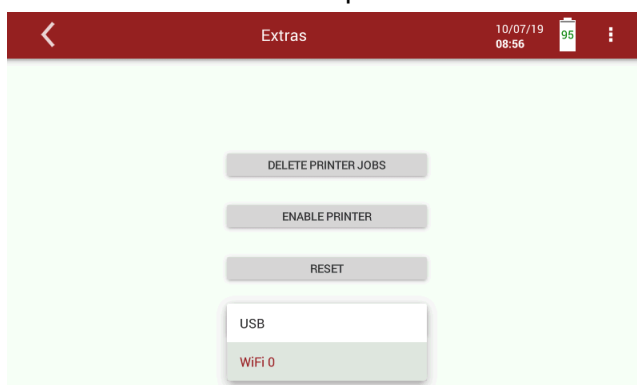 Extras
10/07/19
08:56
95
DELETE PRINTER JOBS
ENABLE PRINTER
RESET
USB
WiFi 0